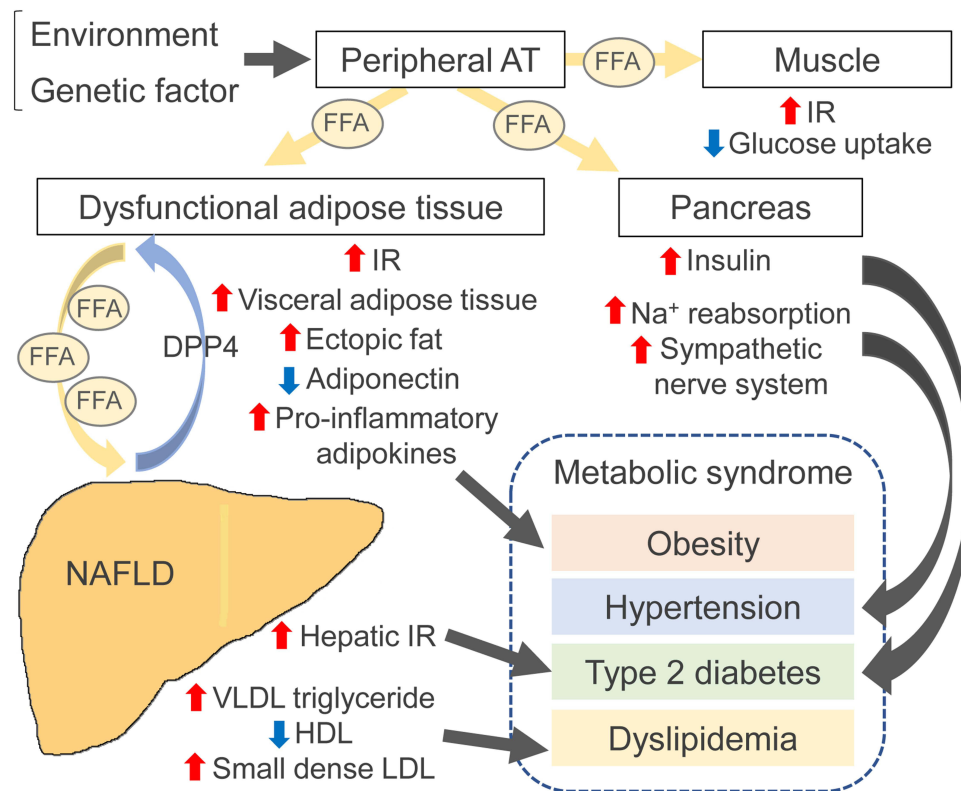 Environment
Genetic factor
Peripheral AT
FFA
Muscle
IR
Glucose uptake
FFA
FFA
Dysfunctional adipose tissue
Pancreas
IR
Visceral adipose tissue
Ectopic fat
Adiponectin
Pro-inflammatory
adipokines
Insulin
Na⁺ reabsorption
Sympathetic
nerve system
FFA
FFA
FFA
DPP4
NAFLD
Hepatic IR
VLDL triglyceride
HDL
Small dense LDL
Metabolic syndrome
Obesity
Hypertension
Type 2 diabetes
Dyslipidemia